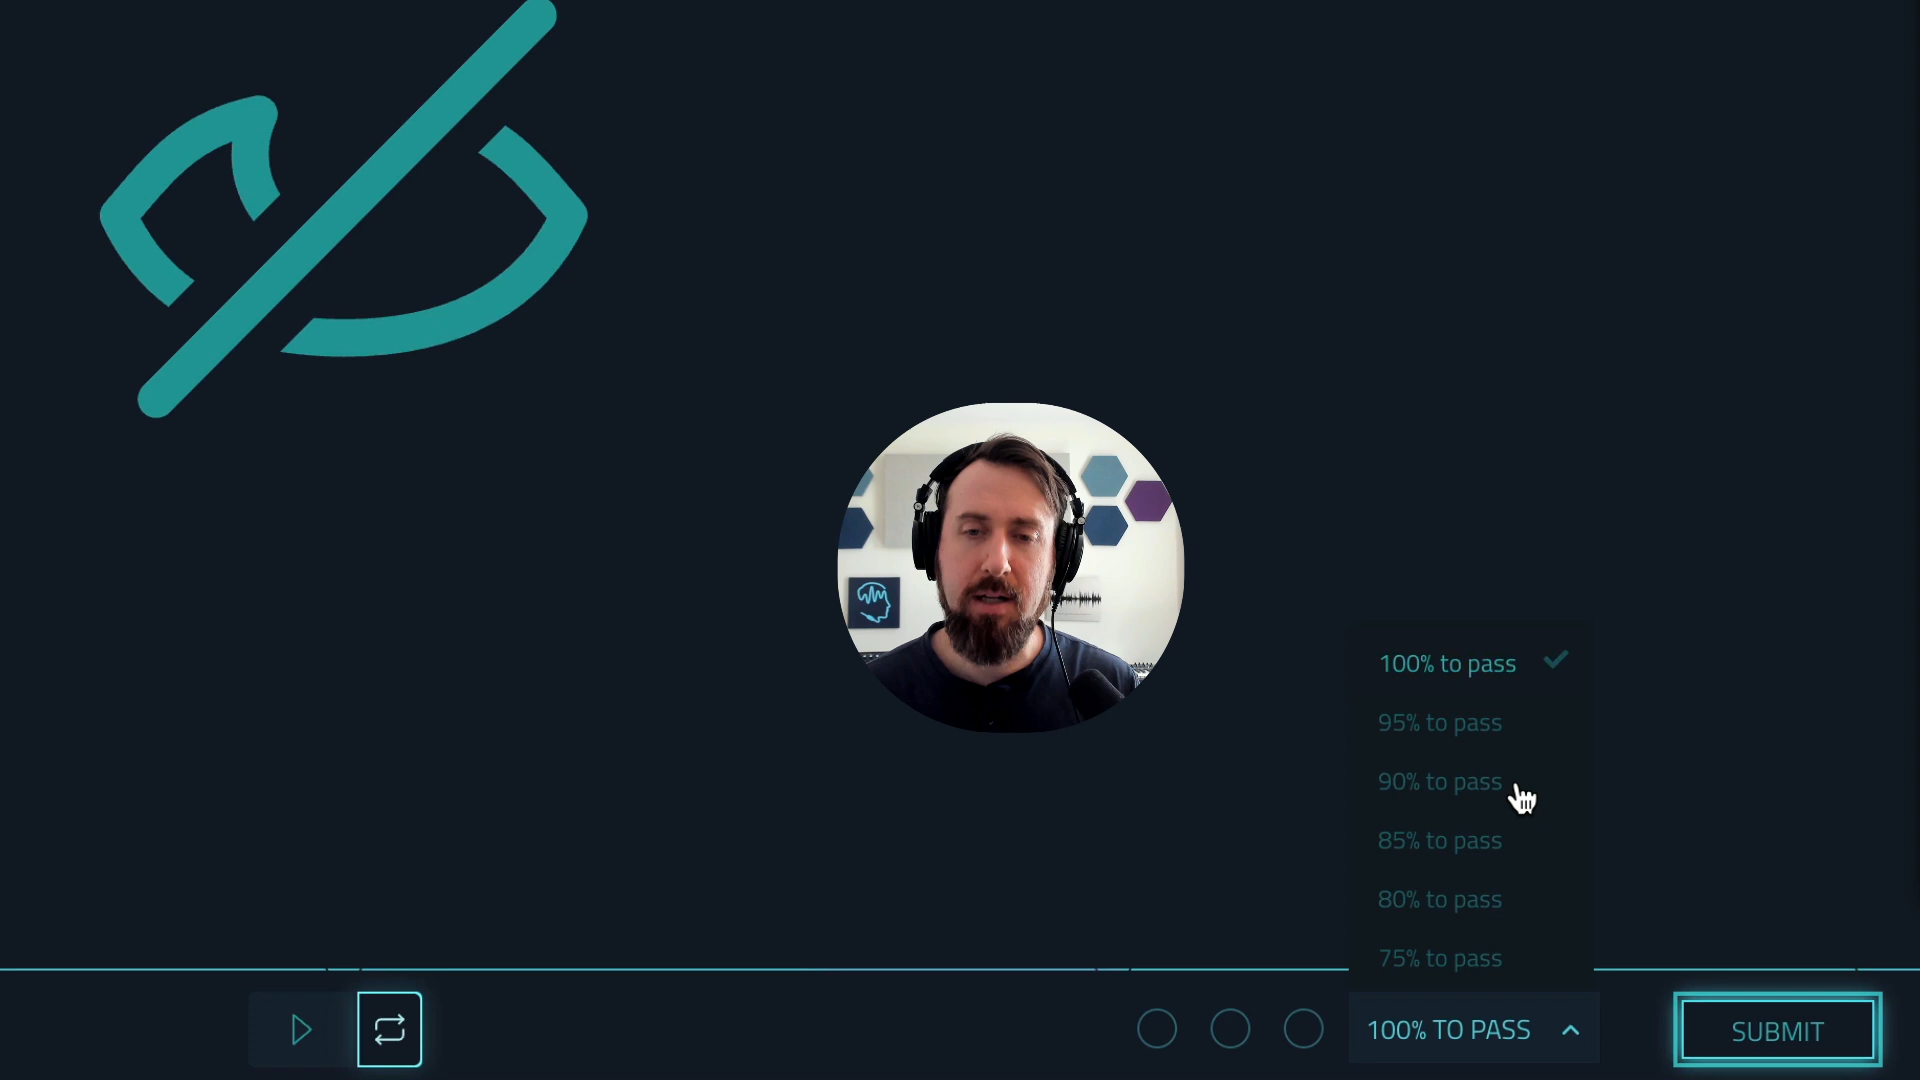 100% to pass
95% to pass
90% to pass
85% to pass
80% to pass
75% to pass
100% TO PASS
SUBMIT